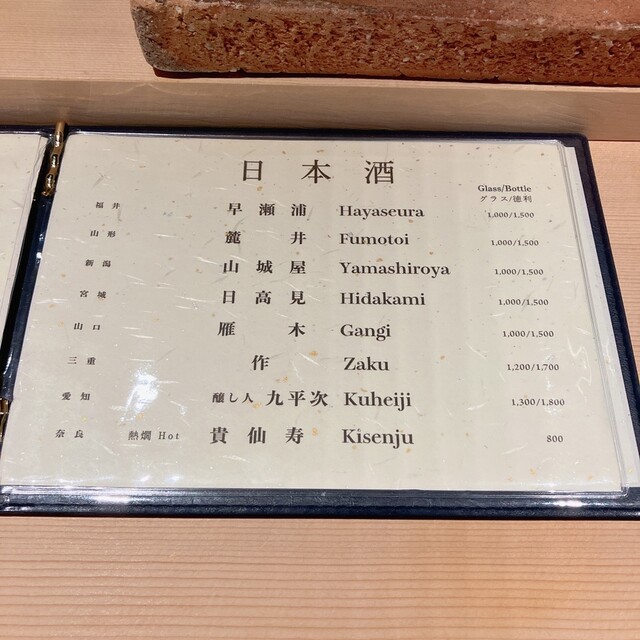 日本酒
Glass/Bottle
グラス/徳利
福井 早瀬浦 Hayaseura 1,000/1,500
山形 麓井 Fumotoi 1,000/1,500
新潟 山城屋 Yamashiroya 1,000/1,500
宮城 日高見 Hidakami 1,000/1,500
山口 雁木 Gangi 1,000/1,500
三重 作 Zaku 1,200/1,700
愛知 醸し人 九平次 Kuheiji 1,300/1,800
奈良 熱燗 Hot 貴仙寿 Kisenju 800